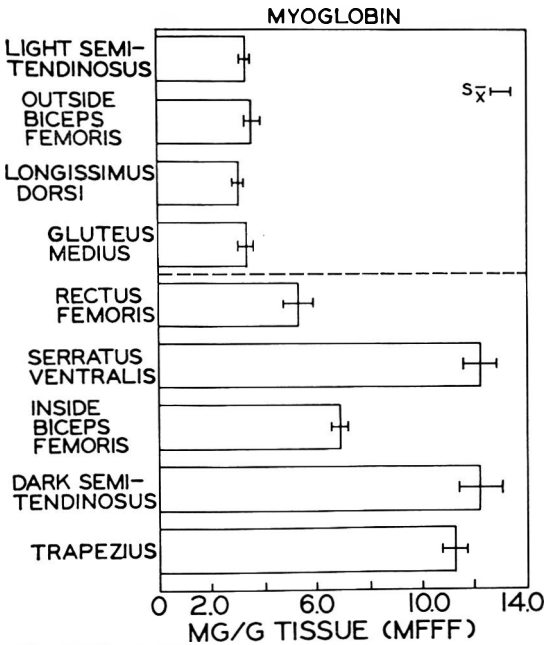 MYOGLOBIN
LIGHT SEMI-
TENDINOSUS
Sx̄
OUTSIDE
BICEPS
FEMORIS
LONGISSIMUS
DORSI
GLUTEUS
MEDIUS
RECTUS
FEMORIS
SERRATUS
VENTRALIS
INSIDE
BICEPS
FEMORIS
DARK SEMI-
TENDINOSUS
TRAPEZIUS
0 2.0 6.0 10.0 14.0
MG/G TISSUE (MFFF)